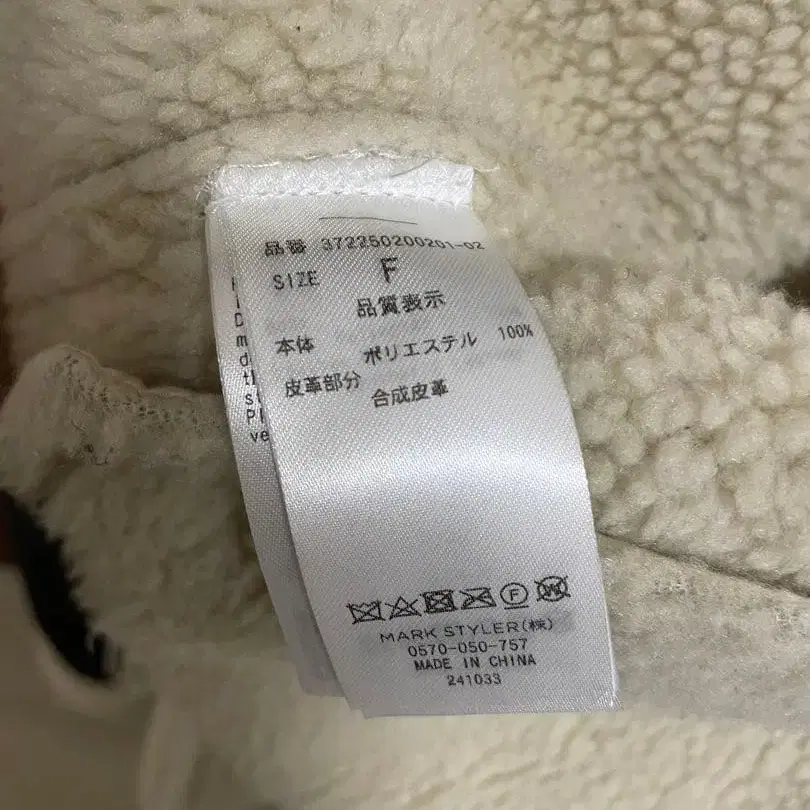 品番 372250200201-02
SIZE F
品質表示
本体 ポリエステル 100%
皮革部分 合成皮革
MARK STYLER(株)
0570-050-757
MADE IN CHINA
241033